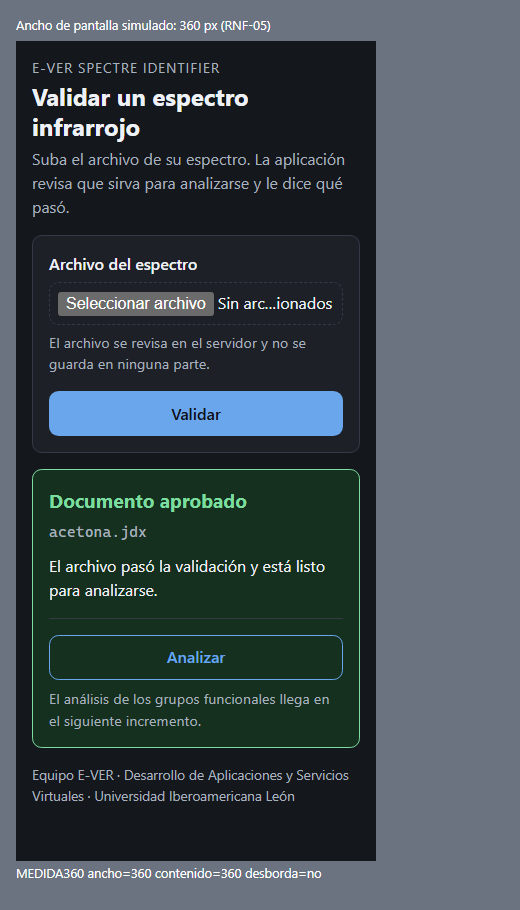 Ancho de pantalla simulado: 360 px (RNF-05)
E-VER SPECTRE IDENTIFIER
Validar un espectro
infrarrojo
Suba el archivo de su espectro. La aplicación
revisa que sirva para analizarse y le dice qué
pasó.
Archivo del espectro
Seleccionar archivo Sin arc...ionados
El archivo se revisa en el servidor y no se
guarda en ninguna parte.
Validar
Documento aprobado
acetona.jdx
El archivo pasó la validación y está listo
para analizarse.
Analizar
El análisis de los grupos funcionales llega en
el siguiente incremento.
Equipo E-VER · Desarrollo de Aplicaciones y Servicios
Virtuales · Universidad Iberoamericana León
MEDIDA360 ancho=360 contenido=360 desborda=no